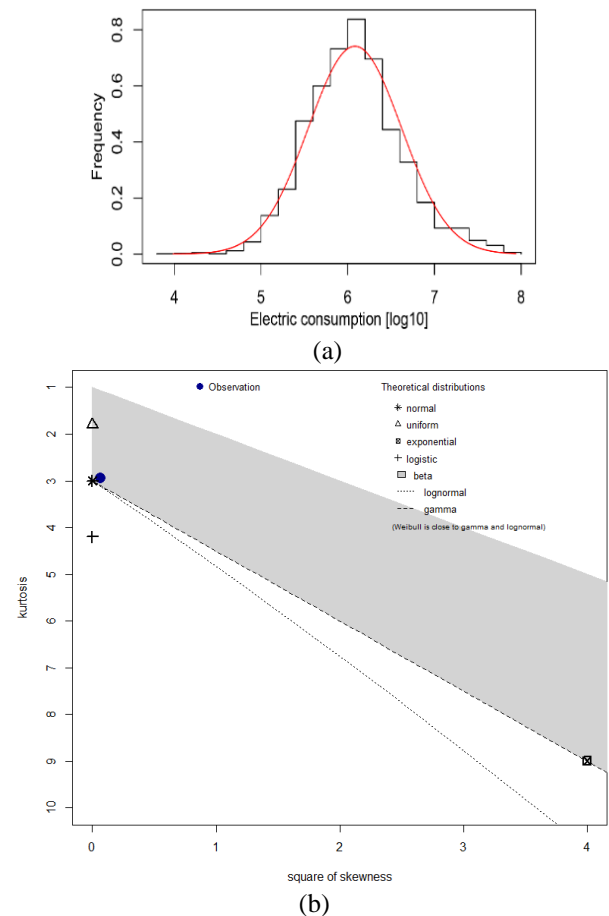 0.8
0.6
0.4
0.2
0.0
Frequency
4 5 6 7 8
Electric consumption [log10]
(a)
Observation
Theoretical distributions
normal
uniform
exponential
logistic
beta
lognormal
gamma
(Weibull is close to gamma and lognormal)
1
2
3
4
5
6
7
8
9
10
kurtosis
0 1 2 3 4
square of skewness
(b)